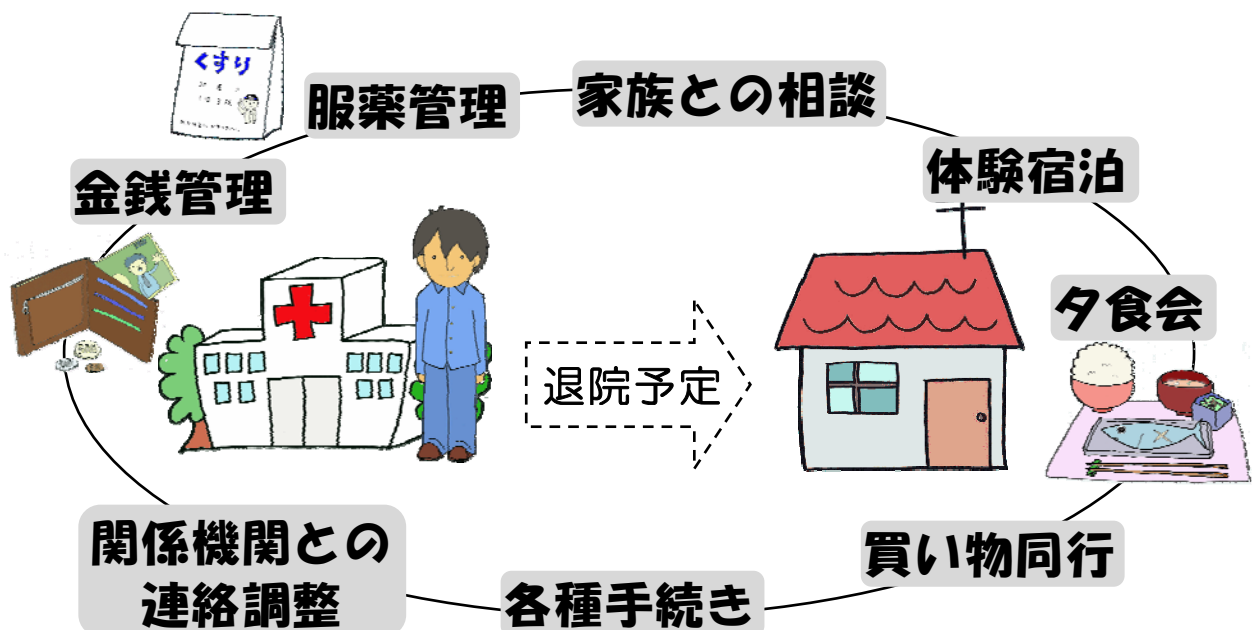 くすり
服薬管理
家族との相談
体験宿泊
金銭管理
夕食会
退院予定
買い物同行
関係機関との
連絡調整
各種手続き